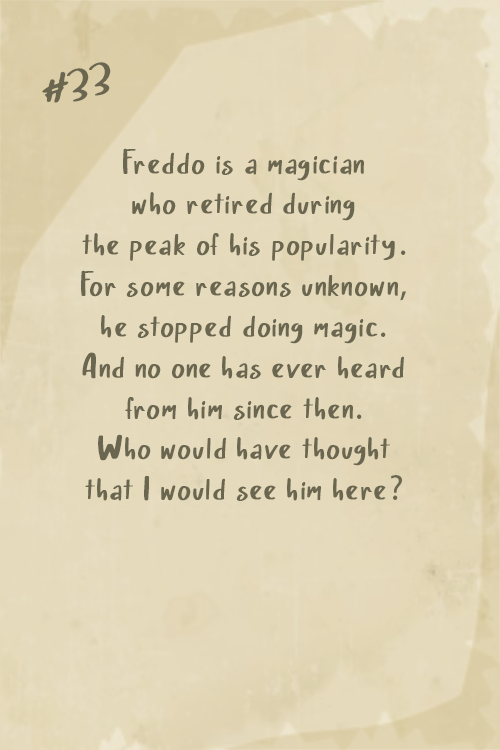 #33
Freddo is a magician
who retired during
the peak of his popularity.
For some reasons unknown,
he stopped doing magic.
And no one has ever heard
from him since then.
Who would have thought
that I would see him here?